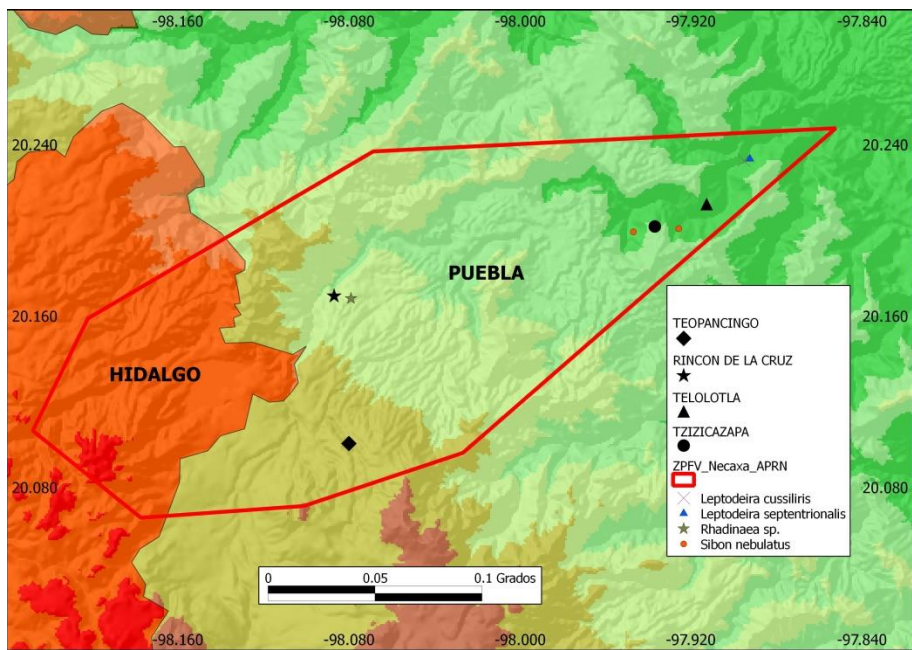 -98.160 -98.080 -98.000 -97.920 -97.840
20.240 20.240
PUEBLA
20.160 20.160
HIDALGO
TEOPANCINGO
RINCON DE LA CRUZ
TELOLOTLA
TZIZICAZAPA
ZPFV_Necaxa_APRN
Leptodeira cussiliris
Leptodeira septentrionalis
Rhadinaea sp.
Sibon nebulatus
20.080 20.080
0 0.05 0.1 Grados
-98.160 -98.080 -98.000 -97.920 -97.840